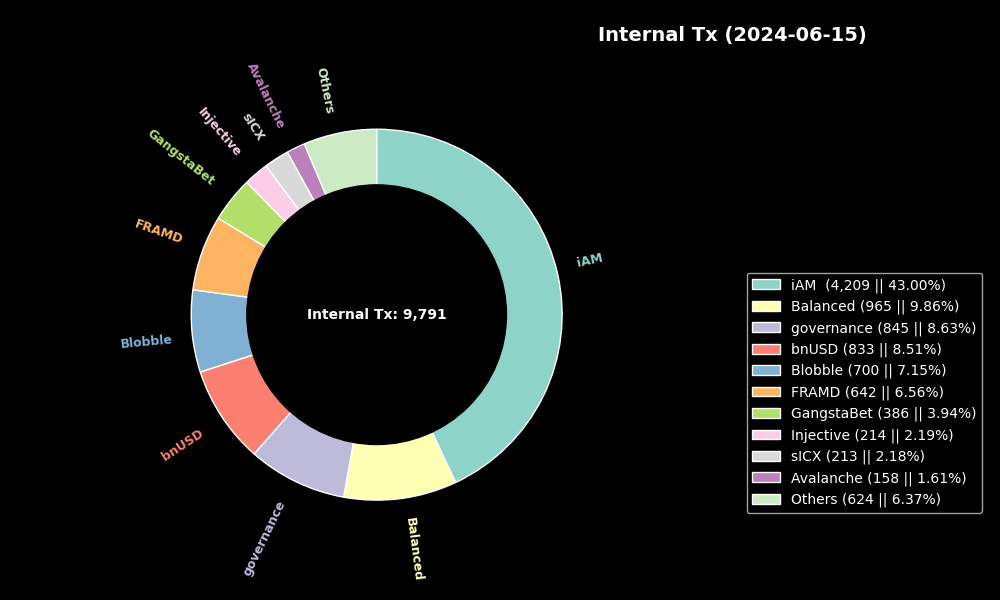 Internal Tx (2024-06-15)
Others
Avalanche
sICX
Injective
GangstaBet
FRAMD
Blobble
bnUSD
governance
Balanced
iAM
Internal Tx: 9,791
iAM  (4,209 || 43.00%)
Balanced (965 || 9.86%)
governance (845 || 8.63%)
bnUSD (833 || 8.51%)
Blobble (700 || 7.15%)
FRAMD (642 || 6.56%)
GangstaBet (386 || 3.94%)
Injective (214 || 2.19%)
sICX (213 || 2.18%)
Avalanche (158 || 1.61%)
Others (624 || 6.37%)